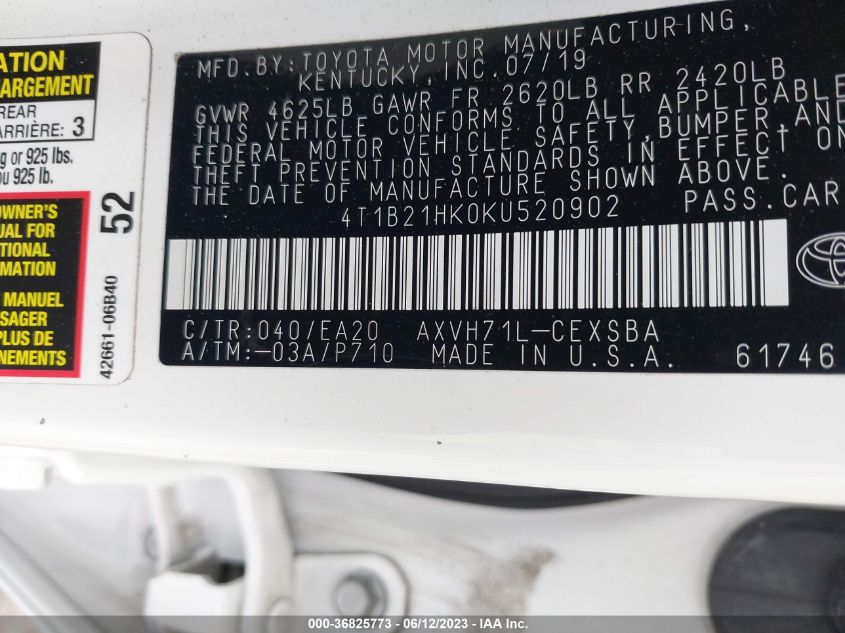 ATION
HARGEMENT
REAR
ARRIÈRE: 3
g or 925 lbs.
ou 925 lb.
OWNER'S
UAL FOR
TIONAL
RMATION
MANUEL
SAGER
PLUS DE
GNEMENTS
52
42661-06B40
MFD.BY:TOYOTA MOTOR MANUFACTURING,
KENTUCKY,INC.07/19
GVWR 4625LB GAWR FR 2620LB RR 2420LB
THIS VEHICLE CONFORMS TO ALL APPLICABLE
FEDERAL MOTOR VEHICLE SAFETY,BUMPER,AND
THEFT PREVENTION STANDARDS IN EFFECT ON
THE DATE OF MANUFACTURE SHOWN ABOVE.
4T1B21HK0KU520902 PASS.CAR
C/TR:040/EA20 AXVH71L-CEXSBA
A/TM:-03A/P710 MADE IN U.S.A. 61746
000-36825773 - 06/12/2023 - IAA Inc.